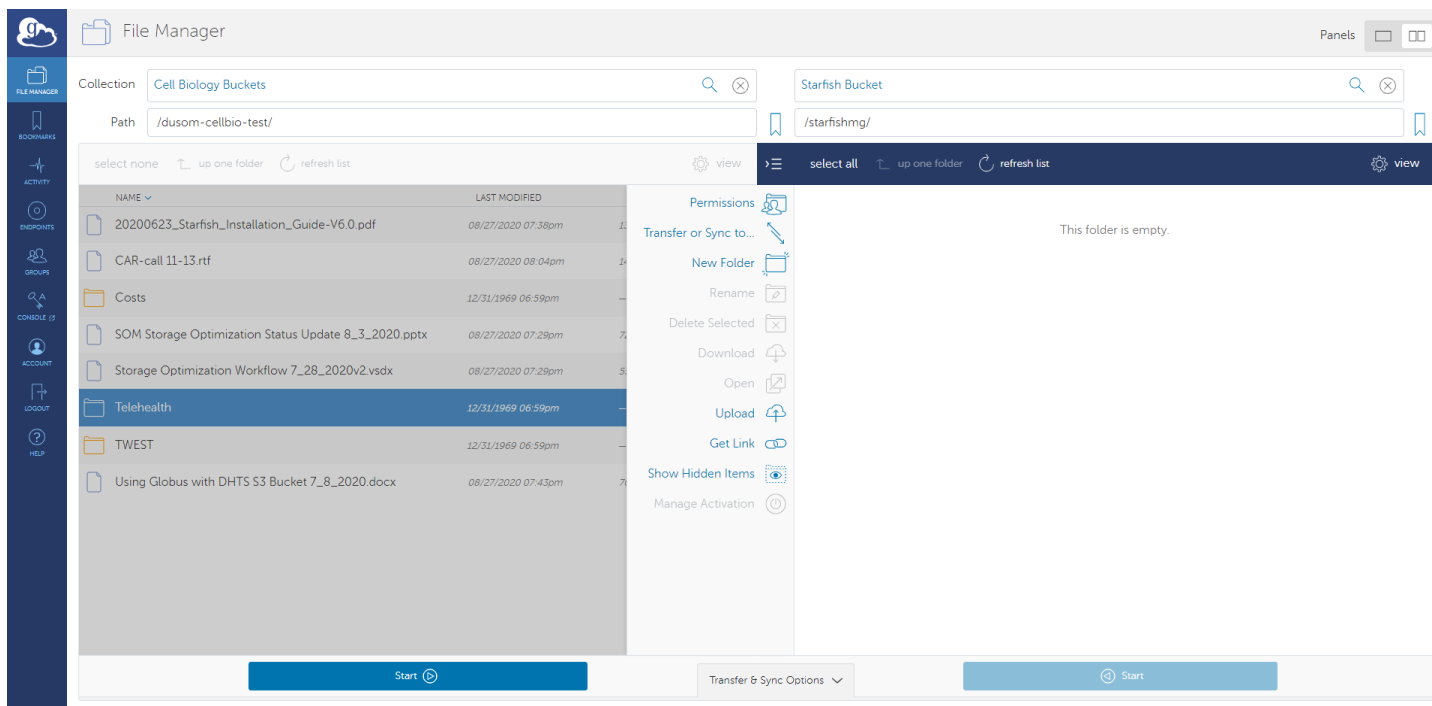 g
File Manager
Panels
FILE MANAGER
BOOKMARKS
ACTIVITY
ENDPOINTS
GROUPS
CONSOLE
ACCOUNT
LOGOUT
HELP
Collection Cell Biology Buckets
Path /dusom-cellbio-test/
Starfish Bucket
/starfishmg/
select none up one folder refresh list view
select all up one folder refresh list view
NAME LAST MODIFIED
20200623_Starfish_Installation_Guide-V6.0.pdf 08/27/2020 07:38pm
CAR-call 11-13.rtf 08/27/2020 08:04pm
Costs 12/31/1969 06:59pm —
SOM Storage Optimization Status Update 8_3_2020.pptx 08/27/2020 07:29pm
Storage Optimization Workflow 7_28_2020v2.vsdx 08/27/2020 07:29pm
Telehealth 12/31/1969 06:59pm —
TWEST 12/31/1969 06:59pm —
Using Globus with DHTS S3 Bucket 7_8_2020.docx 08/27/2020 07:43pm
Permissions
Transfer or Sync to...
New Folder
Rename
Delete Selected
Download
Open
Upload
Get Link
Show Hidden Items
Manage Activation
This folder is empty.
Start
Transfer & Sync Options
Start